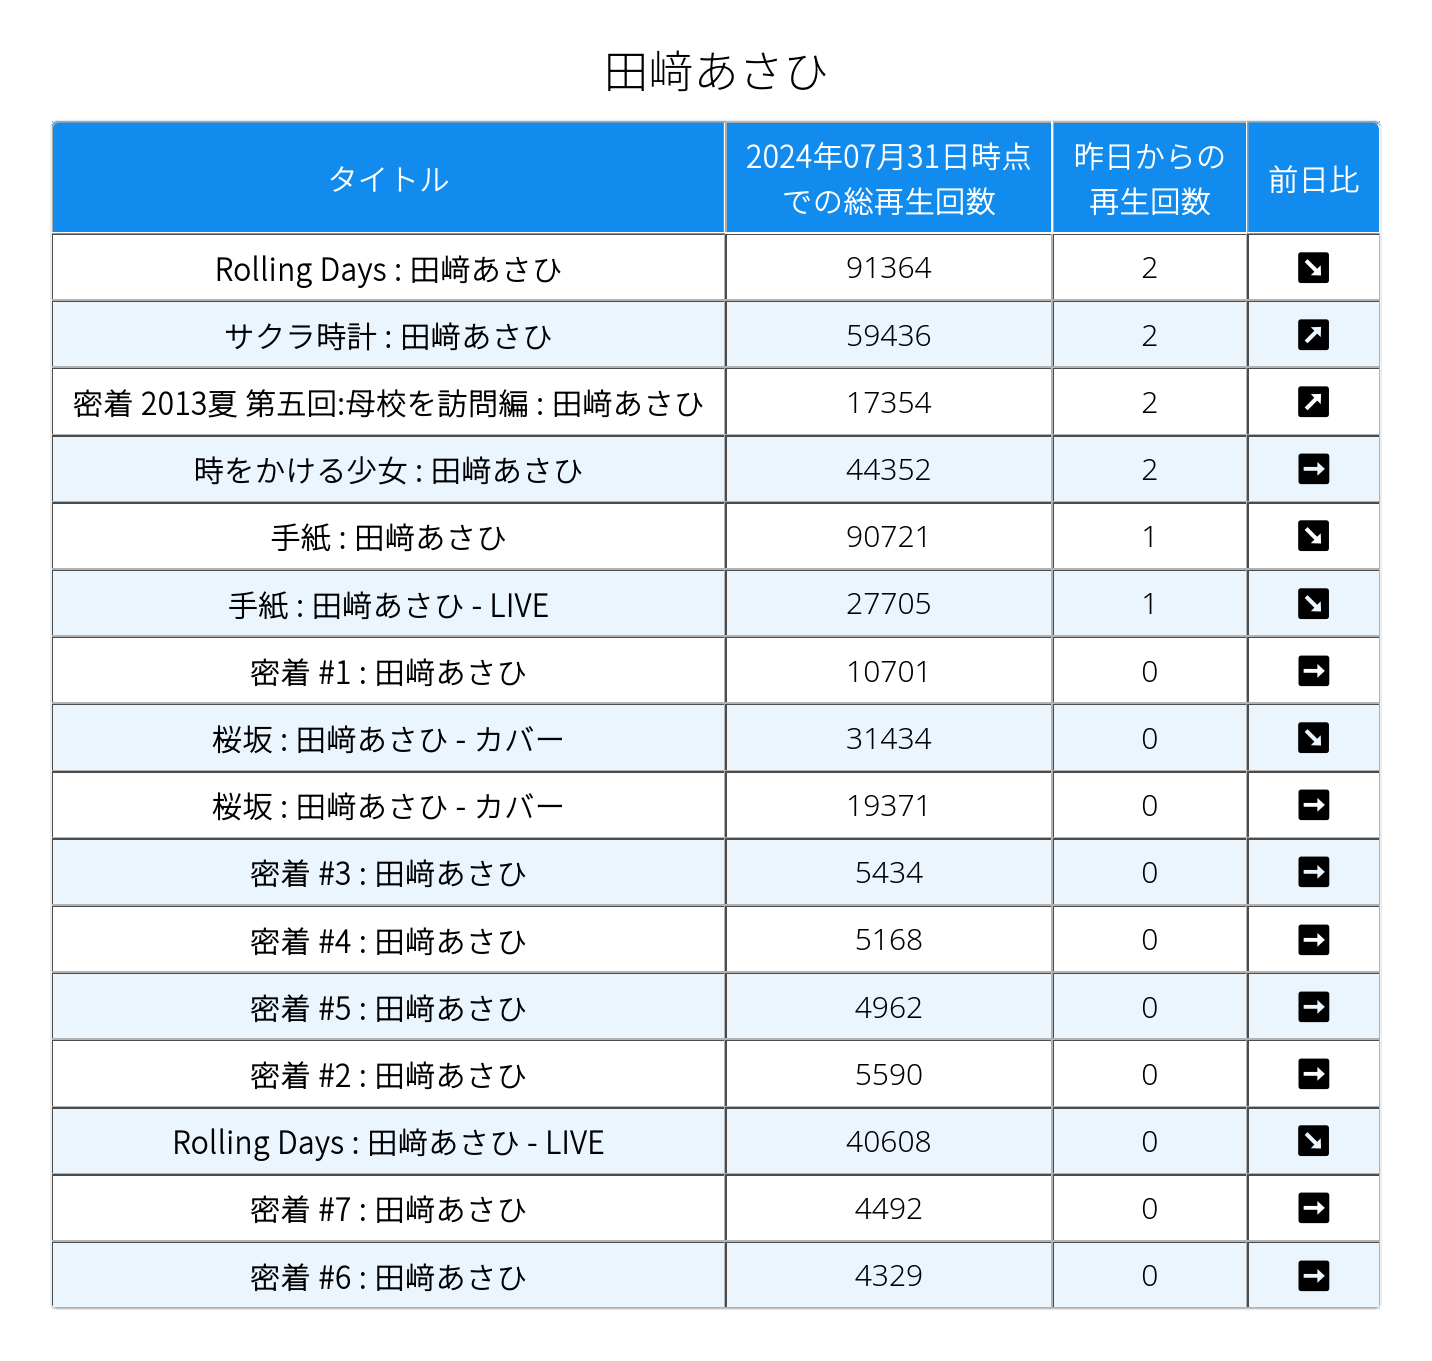 田﨑あさひ
タイトル
2024年07月31日時点
での総再生回数
昨日からの
再生回数
前日比
Rolling Days : 田﨑あさひ 91364 2 ↘
サクラ時計 : 田﨑あさひ 59436 2 ↗
密着 2013夏 第五回:母校を訪問編 : 田﨑あさひ 17354 2 ↗
時をかける少女 : 田﨑あさひ 44352 2 →
手紙 : 田﨑あさひ 90721 1 ↘
手紙 : 田﨑あさひ - LIVE 27705 1 ↘
密着 #1 : 田﨑あさひ 10701 0 →
桜坂 : 田﨑あさひ - カバー 31434 0 ↘
桜坂 : 田﨑あさひ - カバー 19371 0 →
密着 #3 : 田﨑あさひ 5434 0 →
密着 #4 : 田﨑あさひ 5168 0 →
密着 #5 : 田﨑あさひ 4962 0 →
密着 #2 : 田﨑あさひ 5590 0 →
Rolling Days : 田﨑あさひ - LIVE 40608 0 ↘
密着 #7 : 田﨑あさひ 4492 0 →
密着 #6 : 田﨑あさひ 4329 0 →